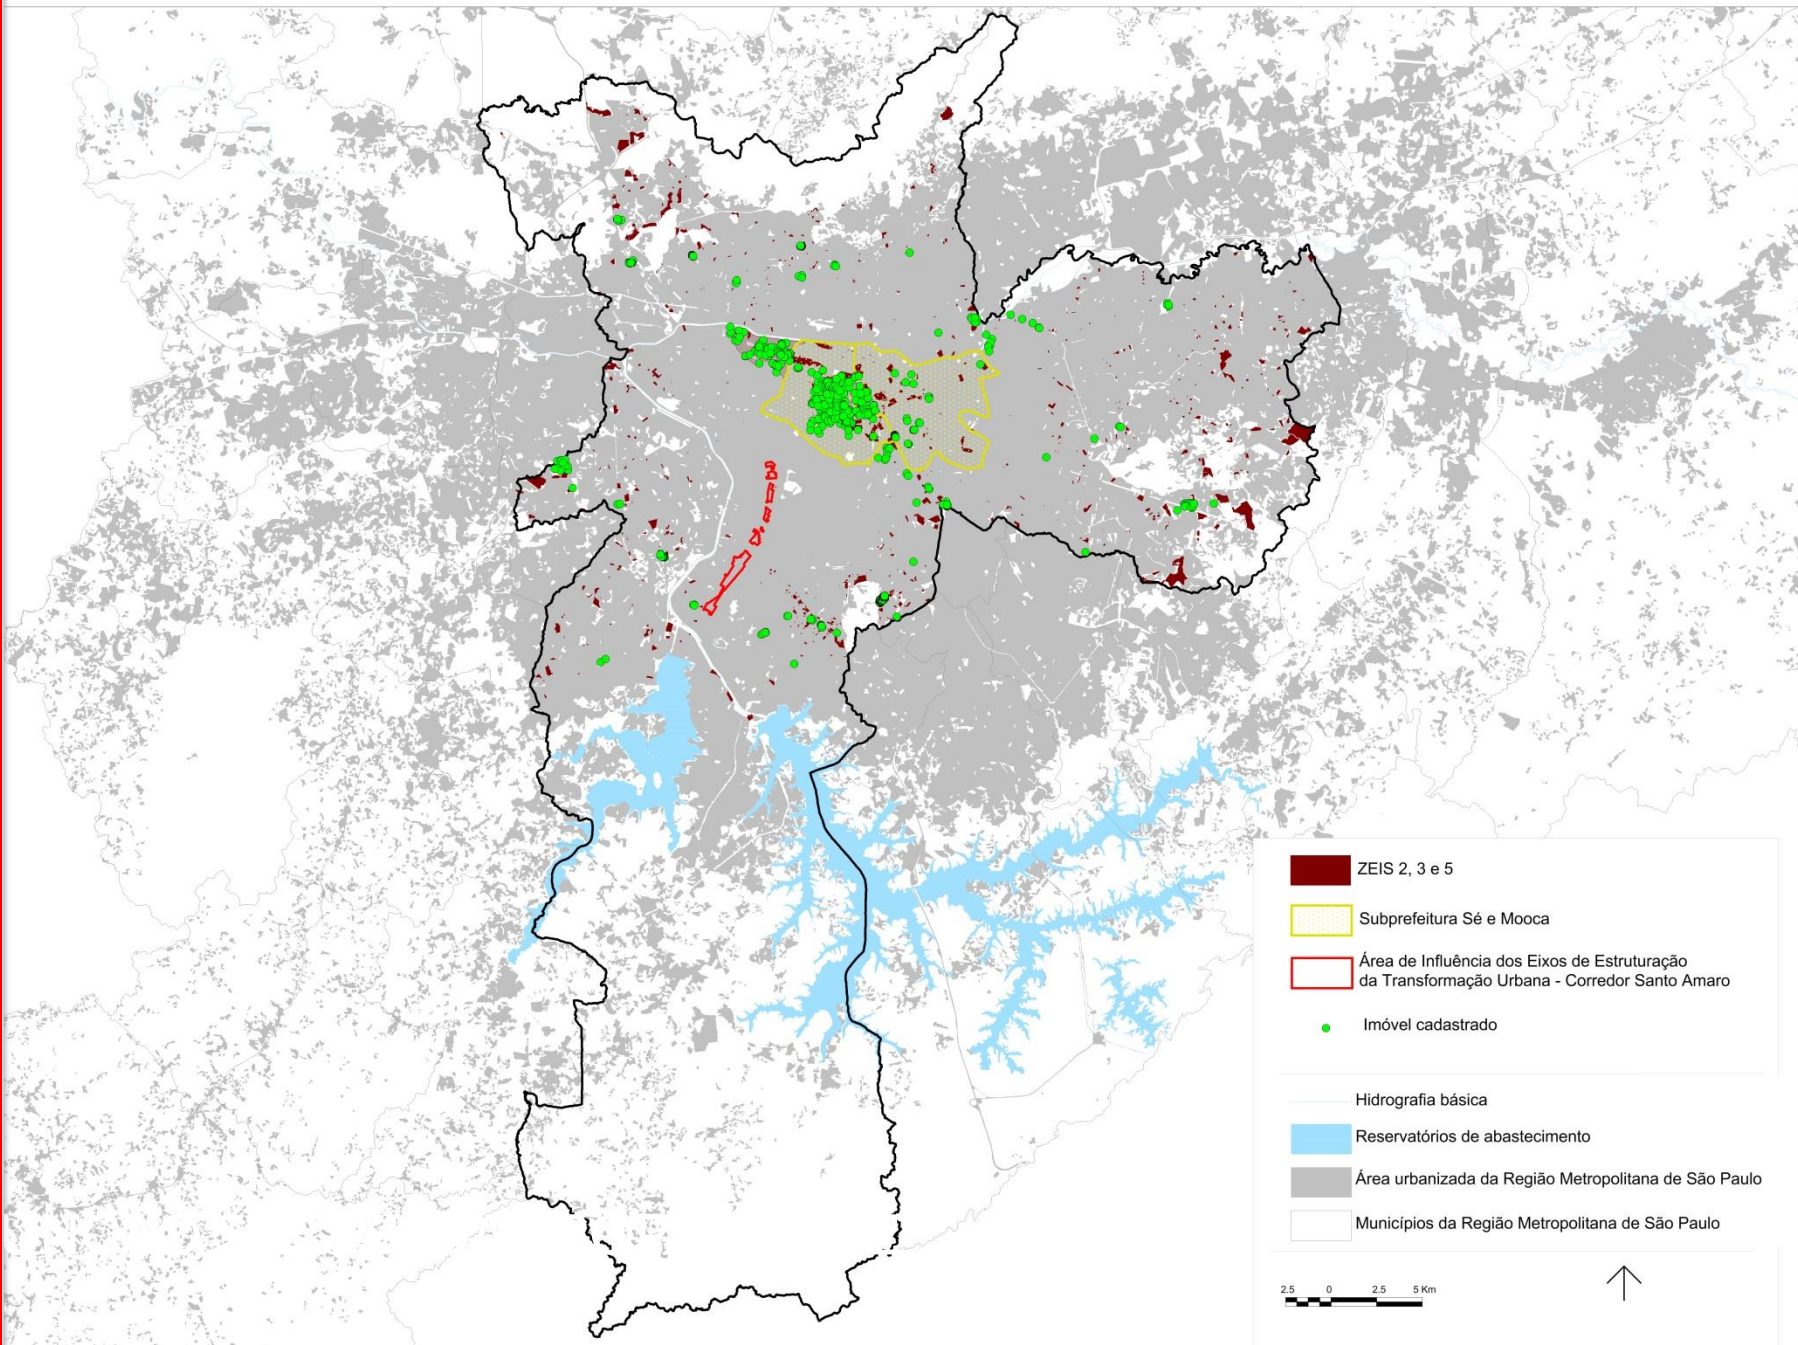 ZEIS 2, 3 e 5
Subprefeitura Sé e Mooca
Área de Influência dos Eixos de Estruturação
da Transformação Urbana - Corredor Santo Amaro
Imóvel cadastrado
Hidrografia básica
Reservatórios de abastecimento
Área urbanizada da Região Metropolitana de São Paulo
Municípios da Região Metropolitana de São Paulo
2.5 0 2.5 5 Km